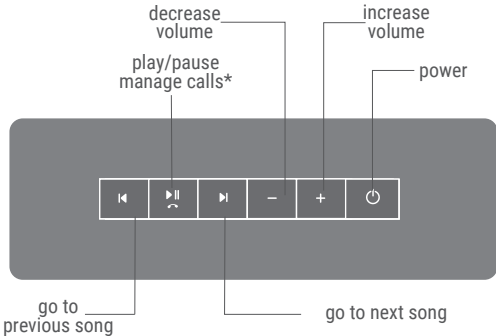 decrease
volume
increase
volume
play/pause
manage calls*
power
go to
previous song
go to next song